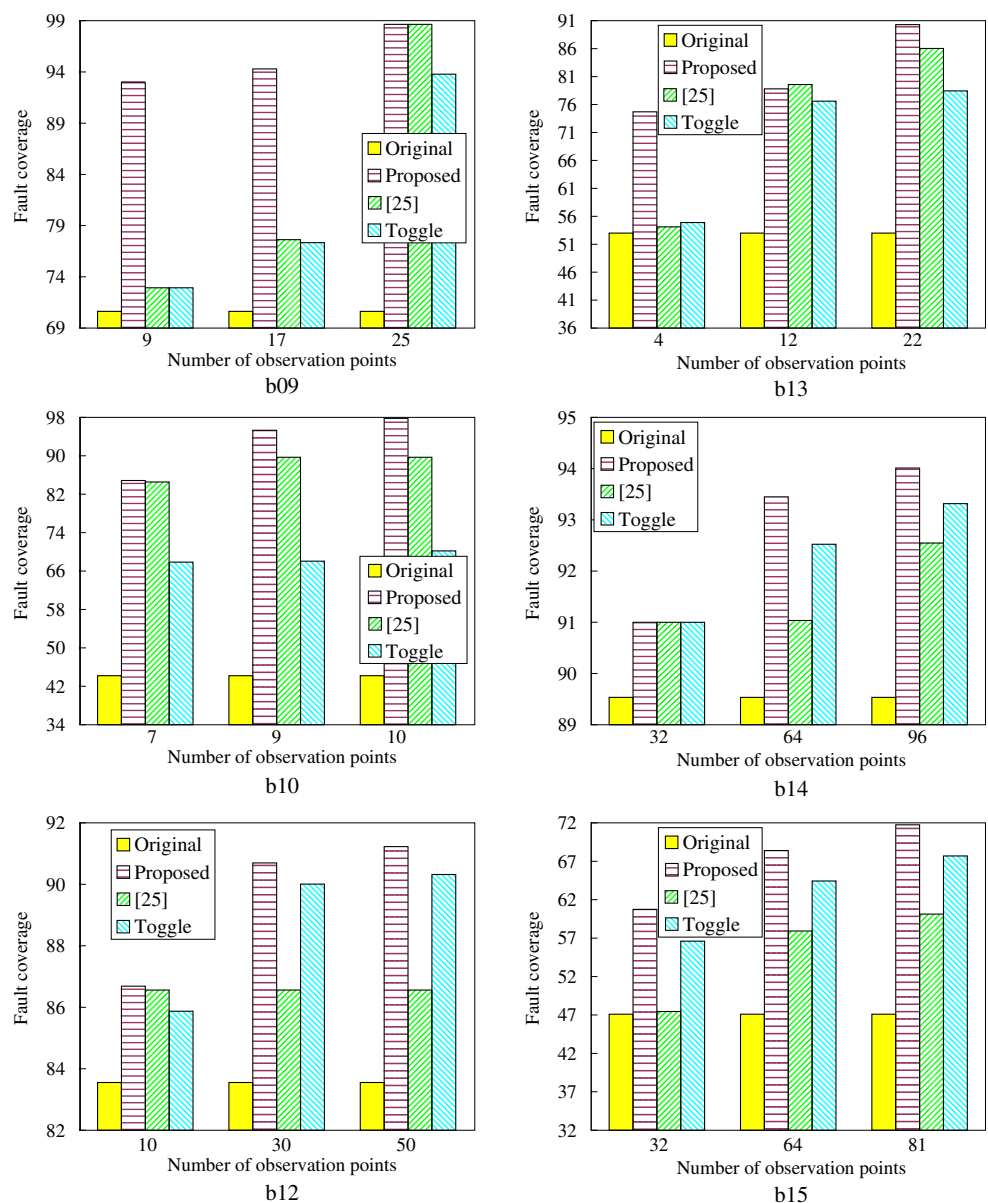 99
94
89
84
79
74
69
Fault coverage
Original
Proposed
[25]
Toggle
9 17 25
Number of observation points
b09
91
86
81
76
71
66
61
56
51
46
41
36
Fault coverage
Original
Proposed
[25]
Toggle
4 12 22
Number of observation points
b13
98
90
82
74
66
58
50
42
34
Fault coverage
Original
Proposed
[25]
Toggle
7 9 10
Number of observation points
b10
95
94
93
92
91
90
89
Fault coverage
Original
Proposed
[25]
Toggle
32 64 96
Number of observation points
b14
92
90
88
86
84
82
Fault coverage
Original
Proposed
[25]
Toggle
10 30 50
Number of observation points
b12
72
67
62
57
52
47
42
37
32
Fault coverage
Original
Proposed
[25]
Toggle
32 64 81
Number of observation points
b15